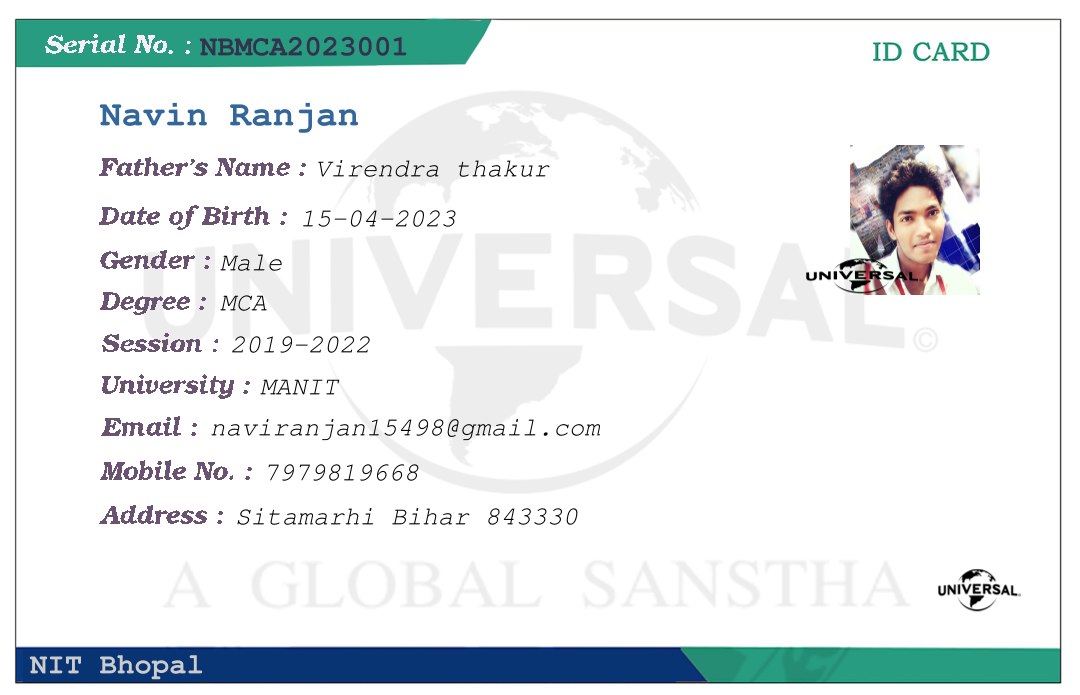 Serial No. : NBMCA2023001
ID CARD
Navin Ranjan
Father's Name : Virendra thakur
Date of Birth : 15-04-2023
Gender : Male
Degree : MCA
Session : 2019-2022
University : MANIT
Email : naviranjan15498@gmail.com
Mobile No. : 7979819668
Address : Sitamarhi Bihar 843330
UNIVERSAL
UNIVERSAL ©
A GLOBAL SANSTHA
UNIVERSAL
NIT Bhopal